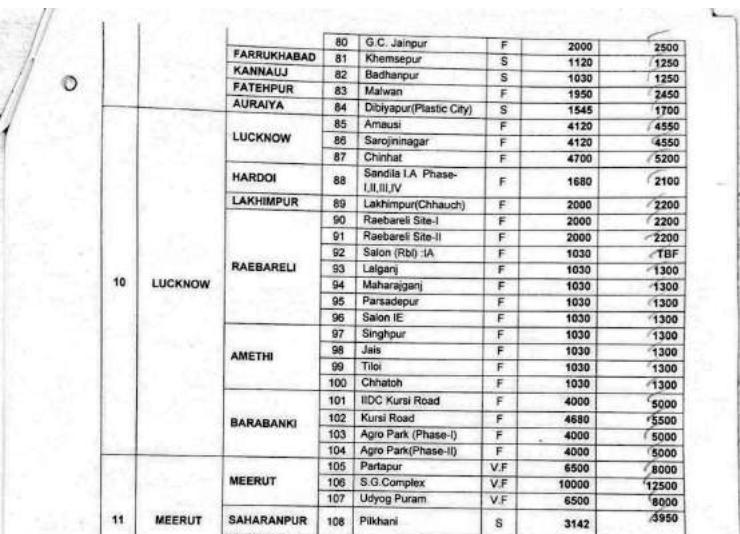 80 G.C. Jainpur F 2000 2500
FARRUKHABAD 81 Khemsepur S 1120 1250
KANNAUJ 82 Badhanpur S 1030 1250
FATEHPUR 83 Malwan F 1950 2450
AURAIYA 84 Dibiyapur(Plastic City) S 1545 1700
10 LUCKNOW LUCKNOW 85 Amausi F 4120 4550
86 Sarojininagar F 4120 4550
87 Chinhat F 4700 5200
HARDOI 88 Sandila I.A Phase-
I,II,III,IV F 1680 2100
LAKHIMPUR 89 Lakhimpur(Chhauch) F 2000 2200
RAEBARELI 90 Raebareli Site-I F 2000 2200
91 Raebareli Site-II F 2000 2200
92 Salon (Rbl) :IA F 1030 TBF
93 Lalganj F 1030 1300
94 Maharajganj F 1030 1300
95 Parsadepur F 1030 1300
96 Salon IE F 1030 1300
AMETHI 97 Singhpur F 1030 1300
98 Jais F 1030 1300
99 Tiloi F 1030 1300
100 Chhatoh F 1030 1300
BARABANKI 101 IIDC Kursi Road F 4000 5000
102 Kursi Road F 4680 5500
103 Agro Park (Phase-I) F 4000 5000
104 Agro Park(Phase-II) F 4000 5000
11 MEERUT MEERUT 105 Partapur V.F 6500 8000
106 S.G.Complex V.F 10000 12500
107 Udyog Puram V.F 6500 8000
SAHARANPUR 108 Pilkhani S 3142 3950